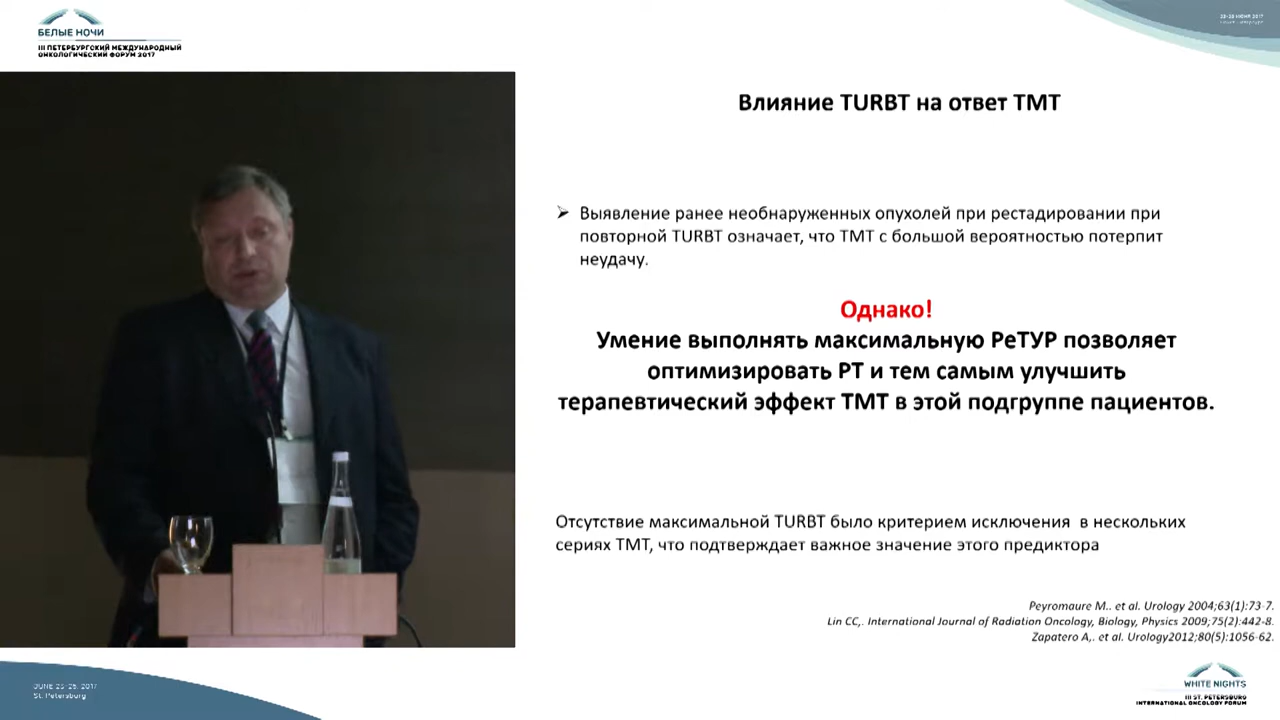 БЕЛЫЕ НОЧИ
III ПЕТЕРБУРГСКИЙ МЕЖДУНАРОДНЫЙ
ОНКОЛОГИЧЕСКИЙ ФОРУМ 2017
Влияние TURBT на ответ ТМТ
Выявление ранее необнаруженных опухолей при рестадировании при
повторной TURBT означает, что ТМТ с большой вероятностью потерпит
неудачу.
Однако!
Умение выполнять максимальную РеТУР позволяет
оптимизировать РТ и тем самым улучшить
терапевтический эффект ТМТ в этой подгруппе пациентов.
Отсутствие максимальной TURBT было критерием исключения в нескольких
сериях ТМТ, что подтверждает важное значение этого предиктора
Peyromaure M.. et al. Urology 2004;63(1):73-7.
Lin CC,. International Journal of Radiation Oncology, Biology, Physics 2009;75(2):442-8.
Zapatero A,. et al. Urology2012;80(5):1056-62.
JUNE 23-25, 2017
St. Petersburg
WHITE NIGHTS
III ST. PETERSBURG
INTERNATIONAL ONCOLOGY FORUM